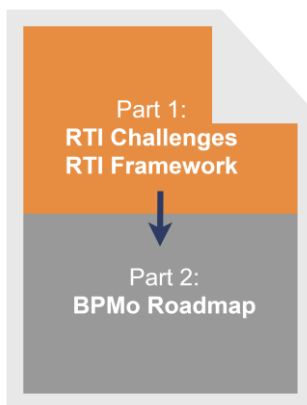 Part 1:
RTI Challenges
RTI Framework
Part 2:
BPMo Roadmap